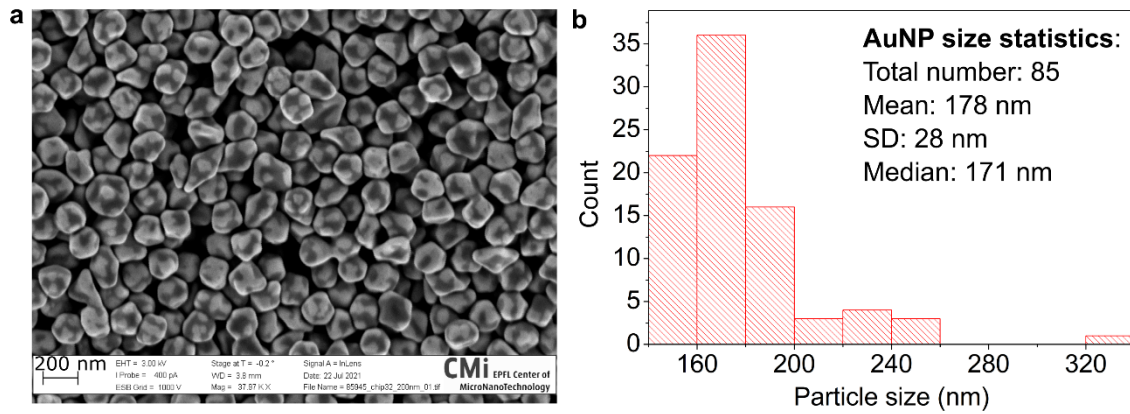 a
200 nm
EHT = 3.00 kV
I Probe = 400 pA
ESB Grid = 1000 V
Stage at T = -0.2 °
WD = 3.8 mm
Mag = 37.97 K X
Signal A = InLens
Date: 22 Jul 2021
File Name = 85945_chip32_200nm_01.tif
CMi EPFL Center of
MicroNanoTechnology
b
AuNP size statistics:
Total number: 85
Mean: 178 nm
SD: 28 nm
Median: 171 nm
Count
35
30
25
20
15
10
5
0
160
200
240
280
320
Particle size (nm)